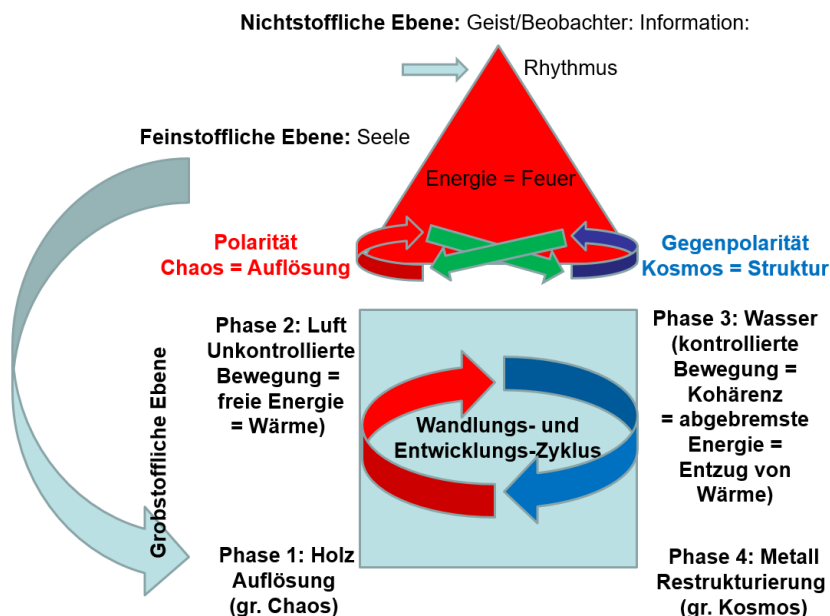 Nichtstoffliche Ebene: Geist/Beobachter: Information:
Rhythmus
Feinstoffliche Ebene: Seele
Energie = Feuer
Polarität
Chaos = Auflösung
Gegenpolarität
Kosmos = Struktur
Phase 2: Luft
Unkontrollierte
Bewegung =
freie Energie
= Wärme)
Phase 3: Wasser
(kontrollierte
Bewegung =
Kohärenz
= abgebremste
Energie =
Entzug von
Wärme)
Wandlungs- und
Entwicklungs-Zyklus
Grobstoffliche Ebene
Phase 1: Holz
Auflösung
(gr. Chaos)
Phase 4: Metall
Restrukturierung
(gr. Kosmos)